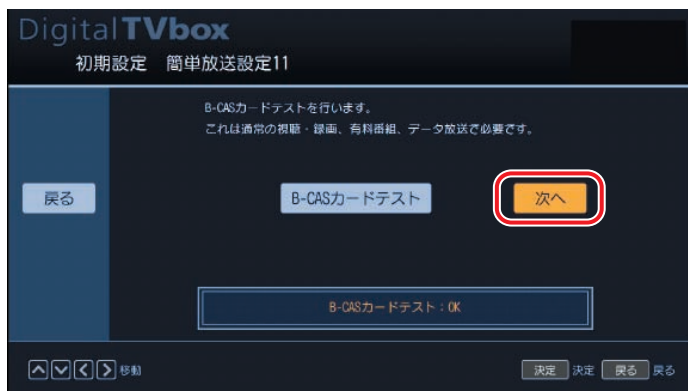 DigitalTVbox
初期設定 簡単放送設定11
B-CASカードテストを行います。
これは通常の視聴・録画、有料番組、データ放送で必要です。
戻る
B-CASカードテスト
次へ
B-CASカードテスト：OK
移動
決定 決定 戻る 戻る